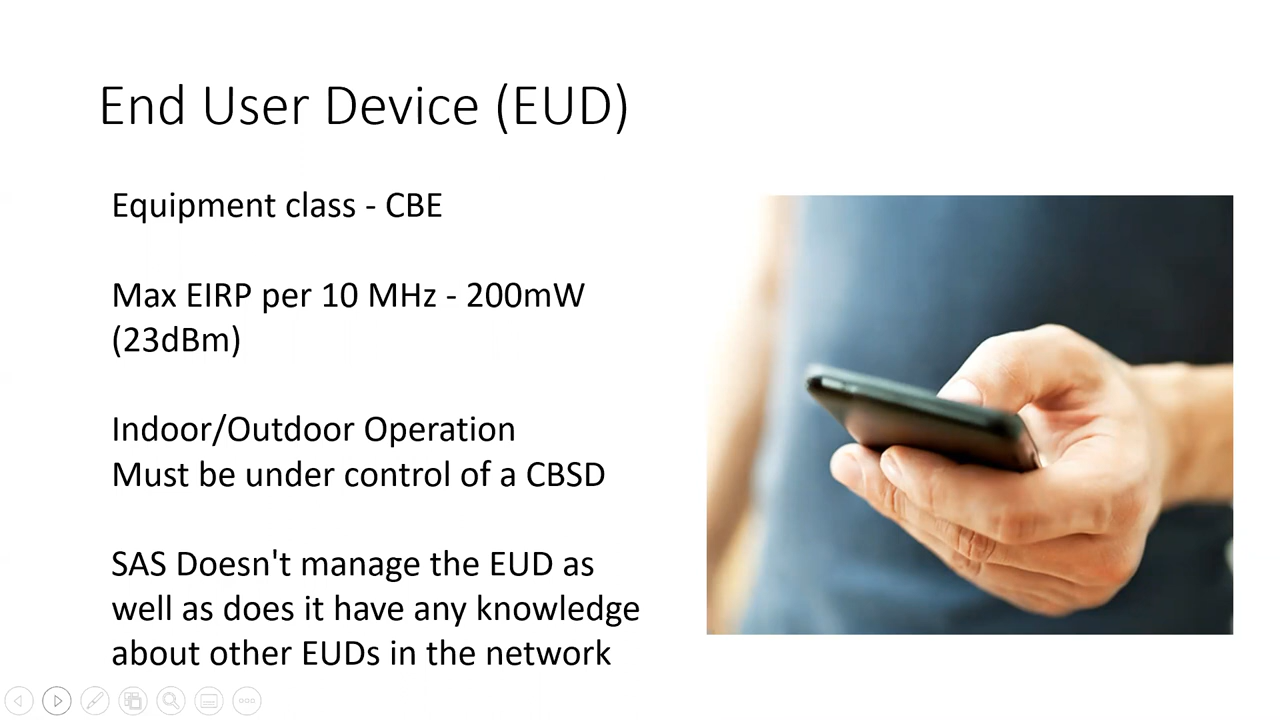 End User Device (EUD)
Equipment class - CBE
Max EIRP per 10 MHz - 200mW
(23dBm)
Indoor/Outdoor Operation
Must be under control of a CBSD
SAS Doesn't manage the EUD as
well as does it have any knowledge
about other EUDs in the network